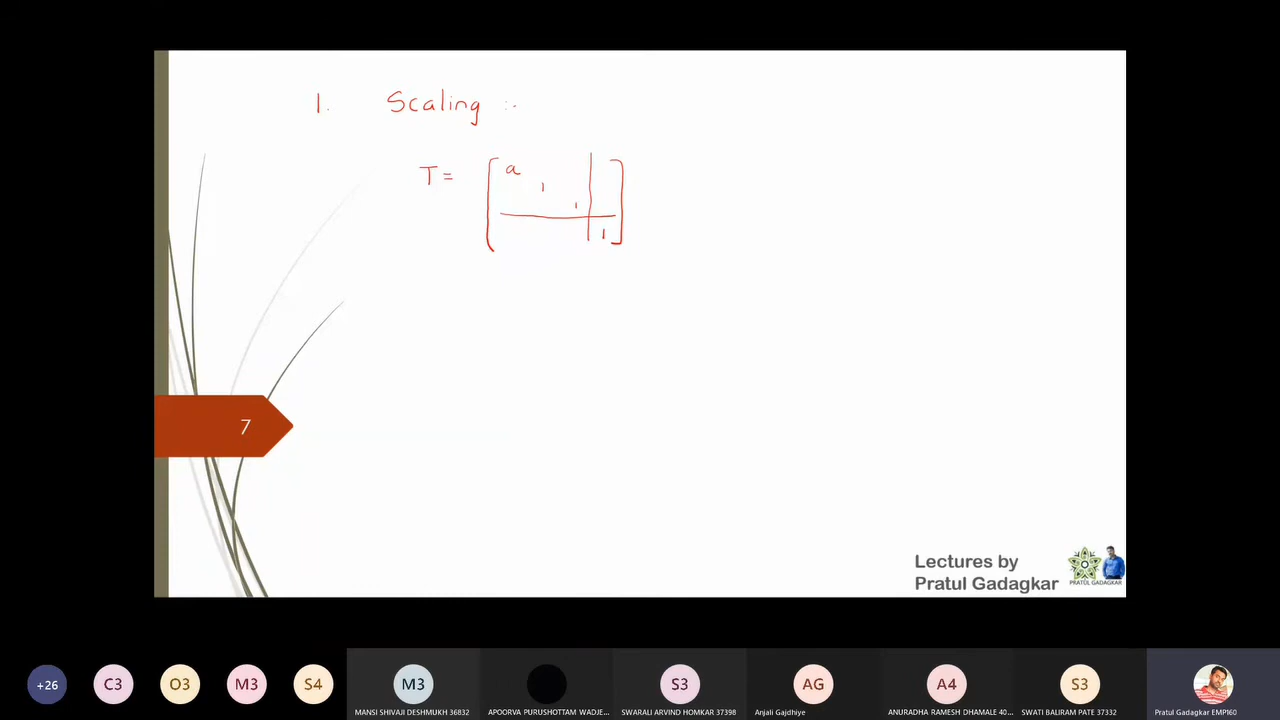 1. Scaling :-
T = [ a
1
1
1 ]
7
Lectures by
Pratul Gadagkar
PRATUL GADAGKAR
+26 C3 O3 M3 S4 M3 S3 AG A4 S3
MANSI SHIVAJI DESHMUKH 36832 APOORVA PURUSHOTTAM WADJE... SWARALI ARVIND HOMKAR 37398 Anjali Gajdhiye ANURADHA RAMESH DHAMALE 40... SWATI BALIRAM PATE 37332 Pratul Gadagkar EMP160